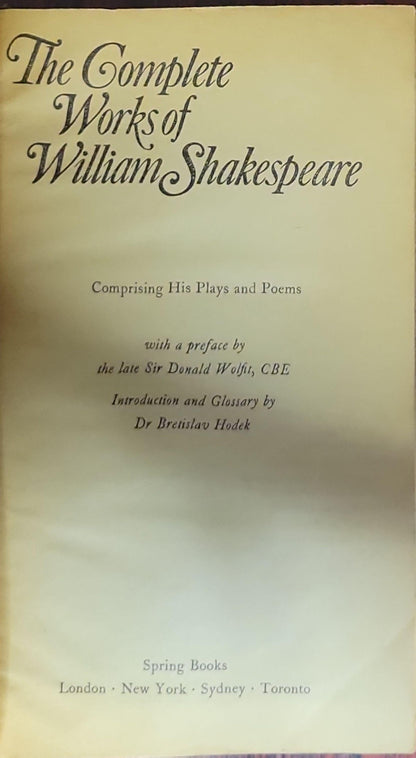 The Complete
Works of
William Shakespeare
Comprising His Plays and Poems
with a preface by
the late Sir Donald Wolfit, CBE
Introduction and Glossary by
Dr Bretislav Hodek
Spring Books
London · New York · Sydney · Toronto